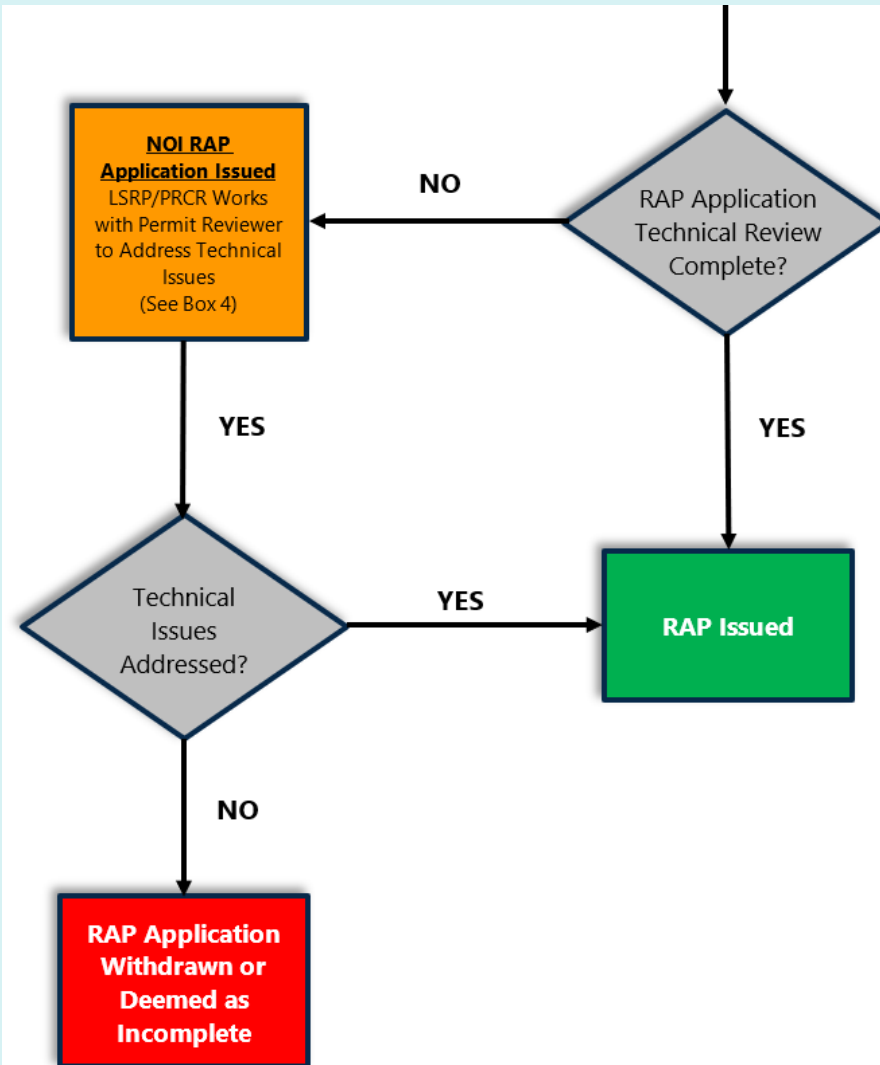 NOI RAP
Application Issued
LSRP/PRCR Works
with Permit Reviewer
to Address Technical
Issues
(See Box 4)
NO
RAP Application
Technical Review
Complete?
YES
YES
Technical
Issues
Addressed?
YES
RAP Issued
NO
RAP Application
Withdrawn or
Deemed as
Incomplete